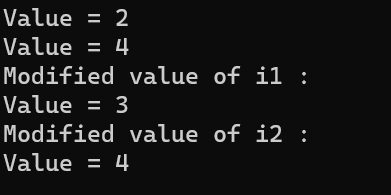 Value = 2
Value = 4
Modified value of i1 :
Value = 3
Modified value of i2 :
Value = 4